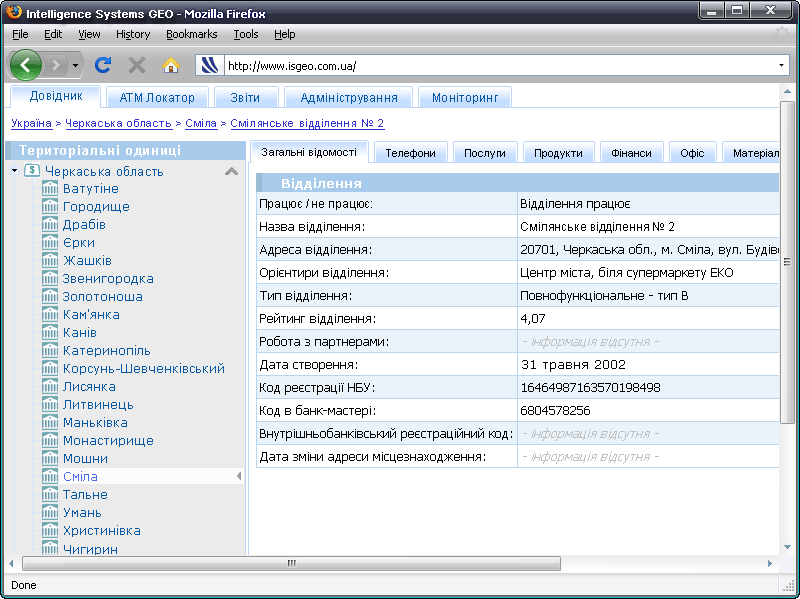 Intelligence Systems GEO - Mozilla Firefox
File Edit View History Bookmarks Tools Help
http://www.isgeo.com.ua/
Довідник АТМ Локатор Звіти Адміністрування Моніторинг
Україна > Черкаська область > Сміла > Смілянське відділення № 2
Територіальні одиниці
Черкаська область
Ватутіне
Городище
Драбів
Єрки
Жашків
Звенигородка
Золотоноша
Кам'янка
Канів
Катеринопіль
Корсунь-Шевченківський
Лисянка
Литвинець
Маньківка
Монастирище
Мошни
Сміла
Тальне
Умань
Христинівка
Чигирин
Загальні відомості Телефони Послуги Продукти Фінанси Офіс Матеріал
Відділення
Працює / не працює: Відділення працює
Назва відділення: Смілянське відділення № 2
Адреса відділення: 20701, Черкаська обл., м. Сміла, вул. Будіво
Орієнтири відділення: Центр міста, біля супермаркету ЕКО
Тип відділення: Повнофункціональне - тип В
Рейтинг відділення: 4,07
Робота з партнерами: - інформація відсутня -
Дата створення: 31 травня 2002
Код реєстрації НБУ: 16464987163570198498
Код в банк-мастері: 6804578256
Внутрішньобанківський реєстраційний код: - інформація відсутня -
Дата зміни адреси місцезнаходження: - інформація відсутня -
Done